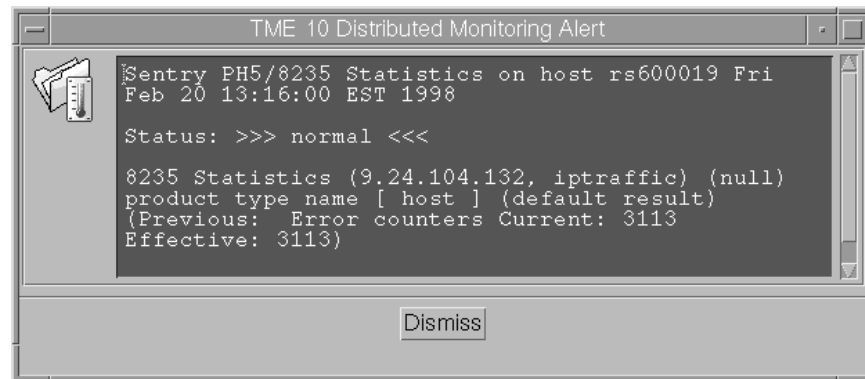 TME 10 Distributed Monitoring Alert
Sentry PH5/8235 Statistics on host rs600019 Fri
Feb 20 13:16:00 EST 1998
Status: >>> normal <<<
8235 Statistics (9.24.104.132, iptraffic) (null)
product type name [ host ] (default result)
(Previous:  Error counters Current: 3113
Effective: 3113)
Dismiss